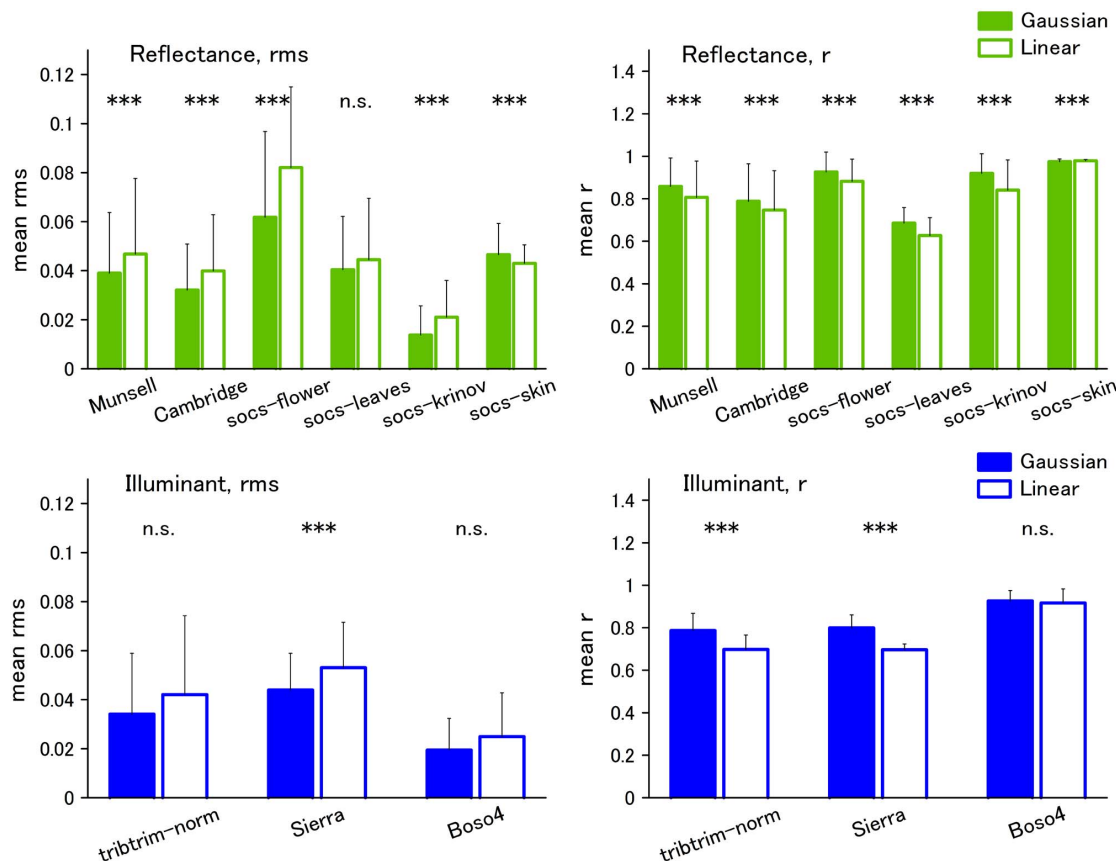 Gaussian
Linear
Reflectance, rms
*** *** *** n.s. *** ***
mean rms
0.12
0.1
0.08
0.06
0.04
0.02
0
Munsell Cambridge socs-flower socs-leaves socs-krinov socs-skin
Reflectance, r
*** *** *** *** *** ***
mean r
1.4
1.2
1
0.8
0.6
0.4
0.2
0
Munsell Cambridge socs-flower socs-leaves socs-krinov socs-skin
Gaussian
Linear
Illuminant, rms
n.s. *** n.s.
mean rms
0.12
0.1
0.08
0.06
0.04
0.02
0
tribtrim-norm Sierra Boso4
Illuminant, r
*** *** n.s.
mean r
1.4
1.2
1
0.8
0.6
0.4
0.2
0
tribtrim-norm Sierra Boso4